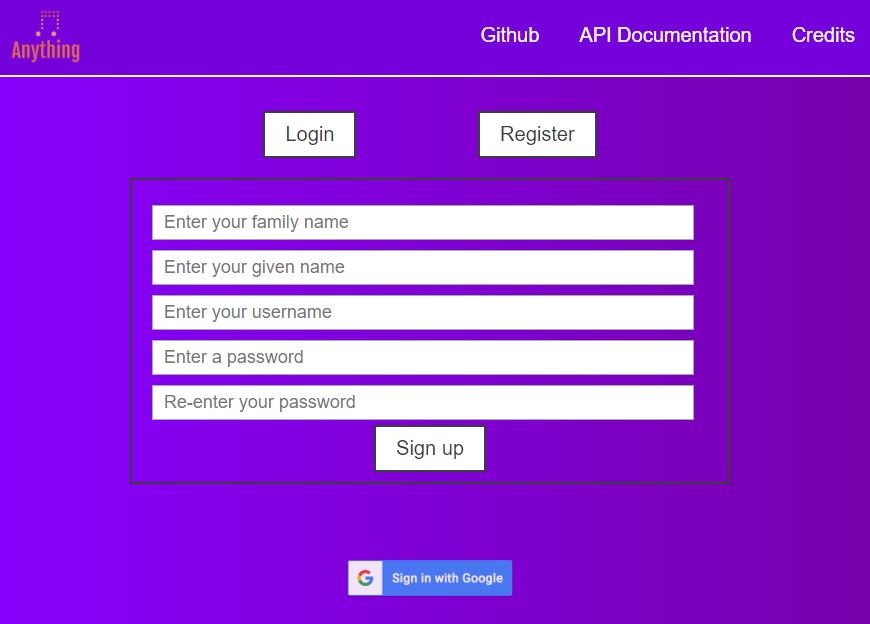 Anything
Github API Documentation Credits
Login Register
Enter your family name
Enter your given name
Enter your username
Enter a password
Re-enter your password
Sign up
G Sign in with Google